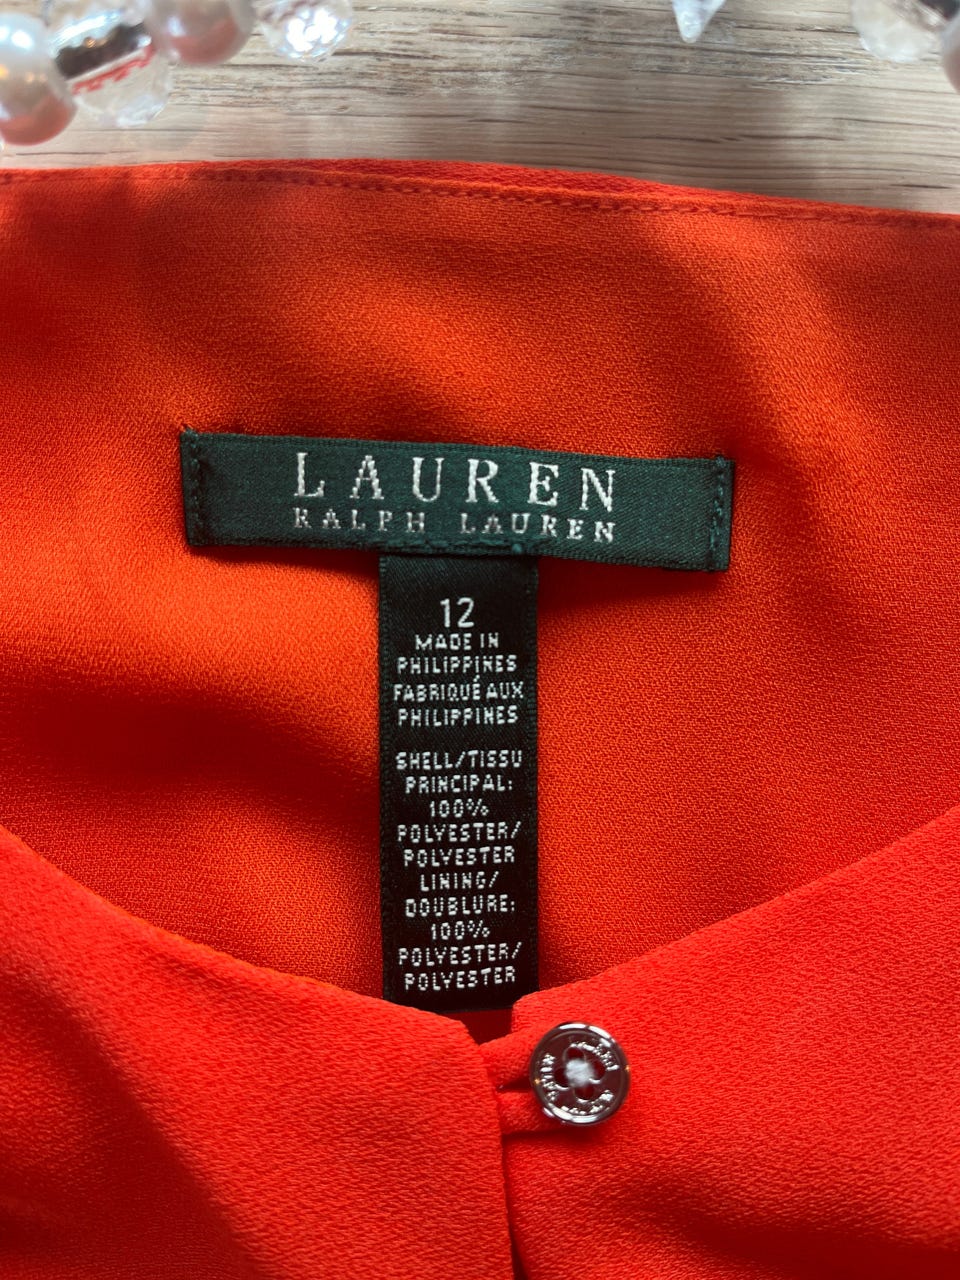 LAUREN
RALPH LAUREN
12
MADE IN
PHILIPPINES
FABRIQUÉ AUX
PHILIPPINES
SHELL/TISSU
PRINCIPAL:
100%
POLYESTER/
POLYESTER
LINING/
DOUBLURE:
100%
POLYESTER/
POLYESTER